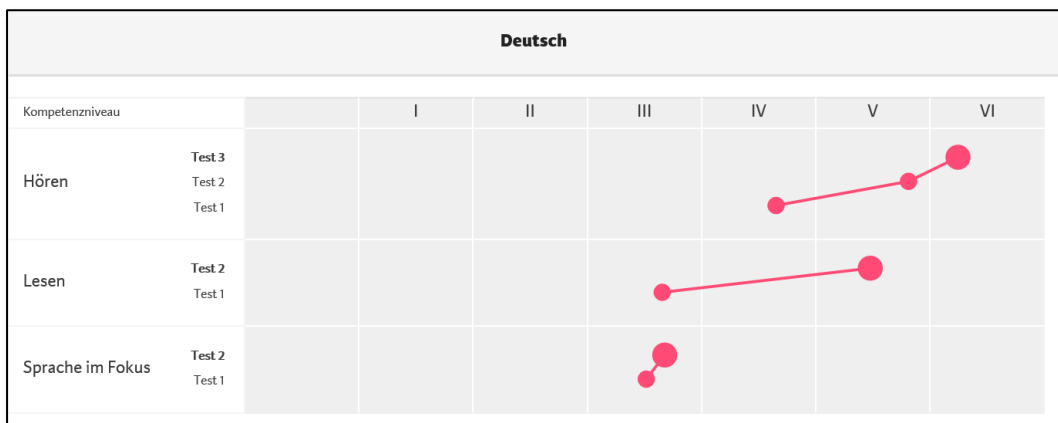 Deutsch
Kompetenzniveau I II III IV V VI
Hören
Test 3
Test 2
Test 1
Lesen
Test 2
Test 1
Sprache im Fokus
Test 2
Test 1